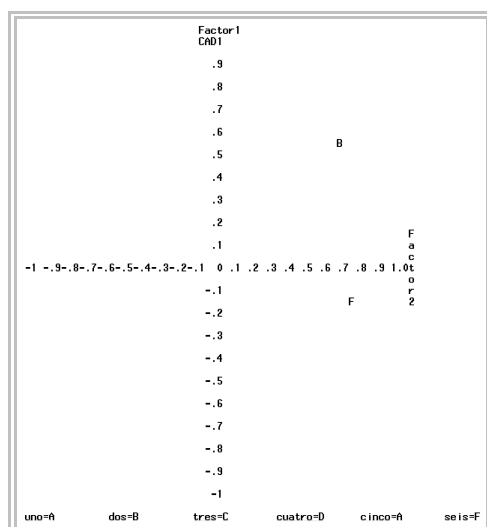 Factor1
CAD1
.9
.8
.7
.6
B
.5
.4
.3
.2
F
.1 a
c
-1 -.9-.8-.7-.6-.5-.4-.3-.2-.1 0 .1 .2 .3 .4 .5 .6 .7 .8 .9 1.0t
o
-.1 r
F 2
-.2
-.3
-.4
-.5
-.6
-.7
-.8
-.9
-1
uno=A dos=B tres=C cuatro=D cinco=A seis=F